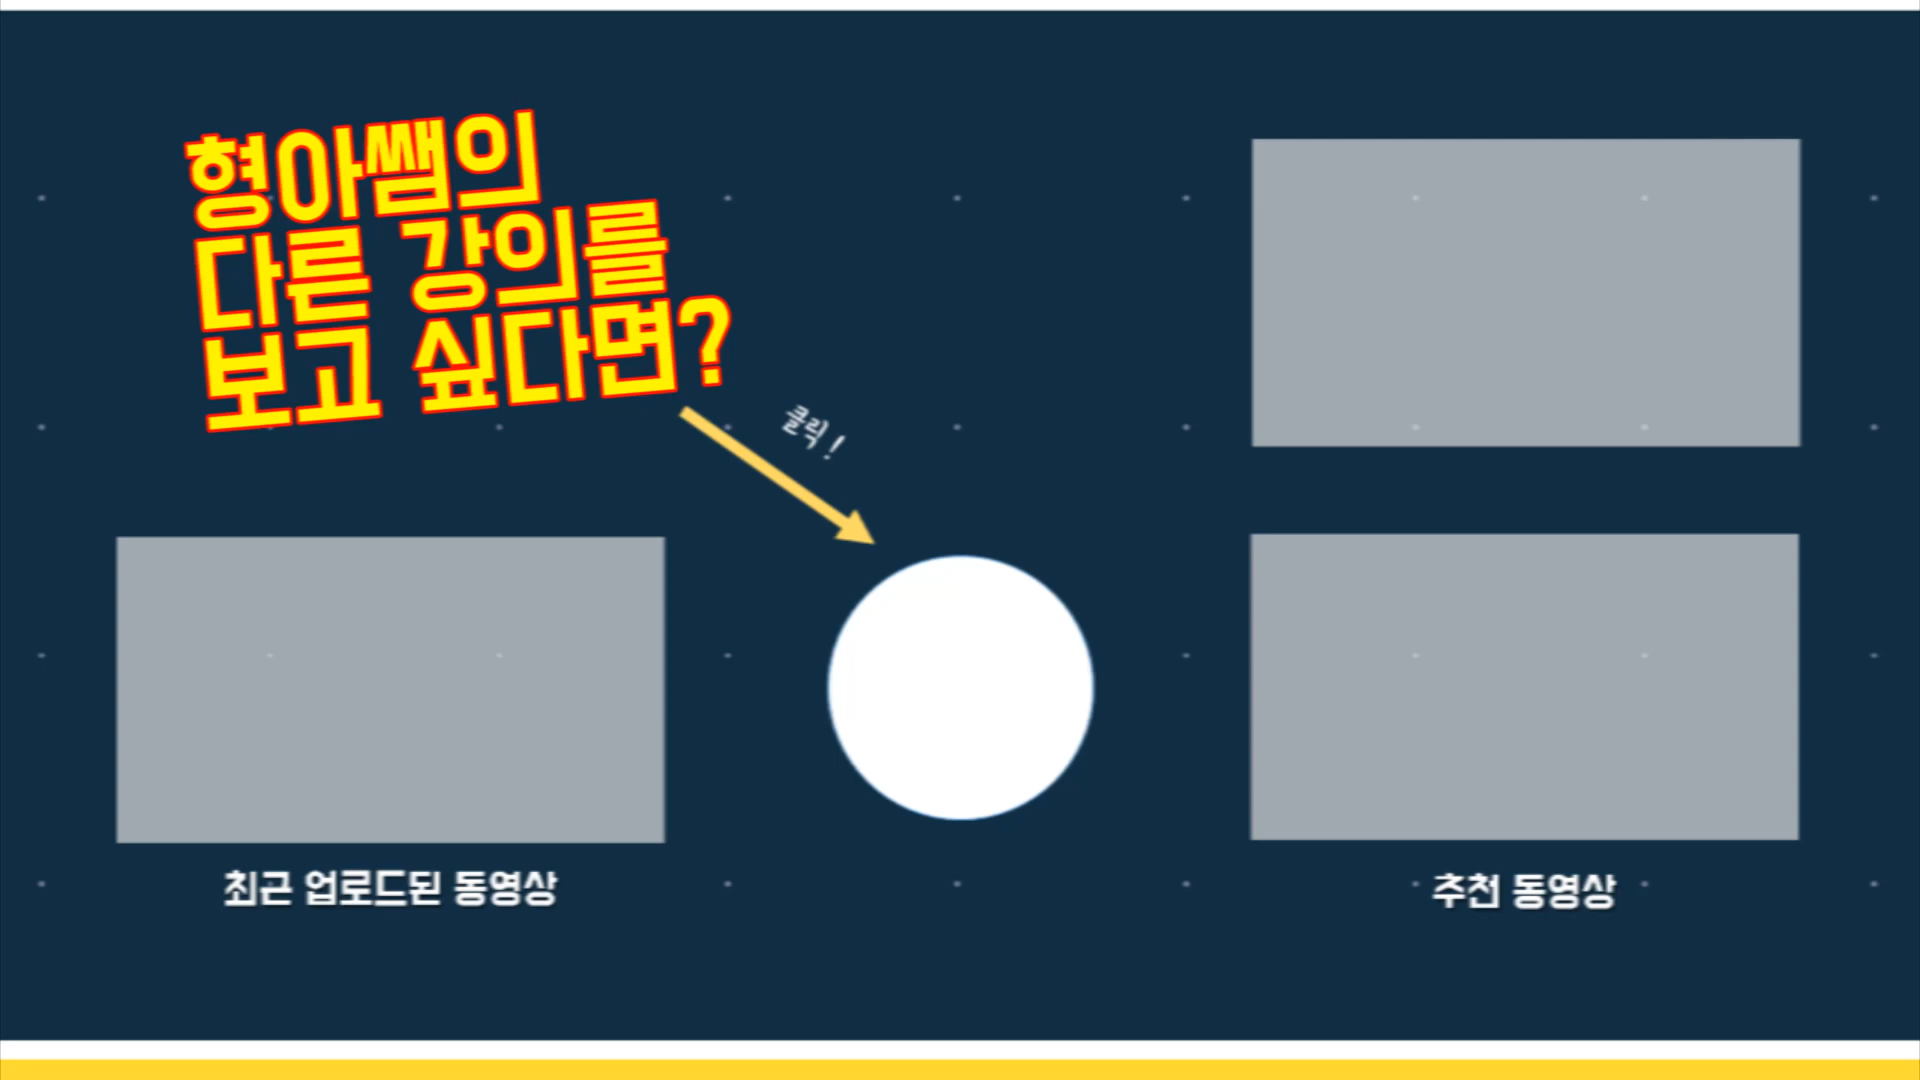 형아쌤의
다른 강의를
보고 싶다면?
클릭!
최근 업로드된 동영상
추천 동영상